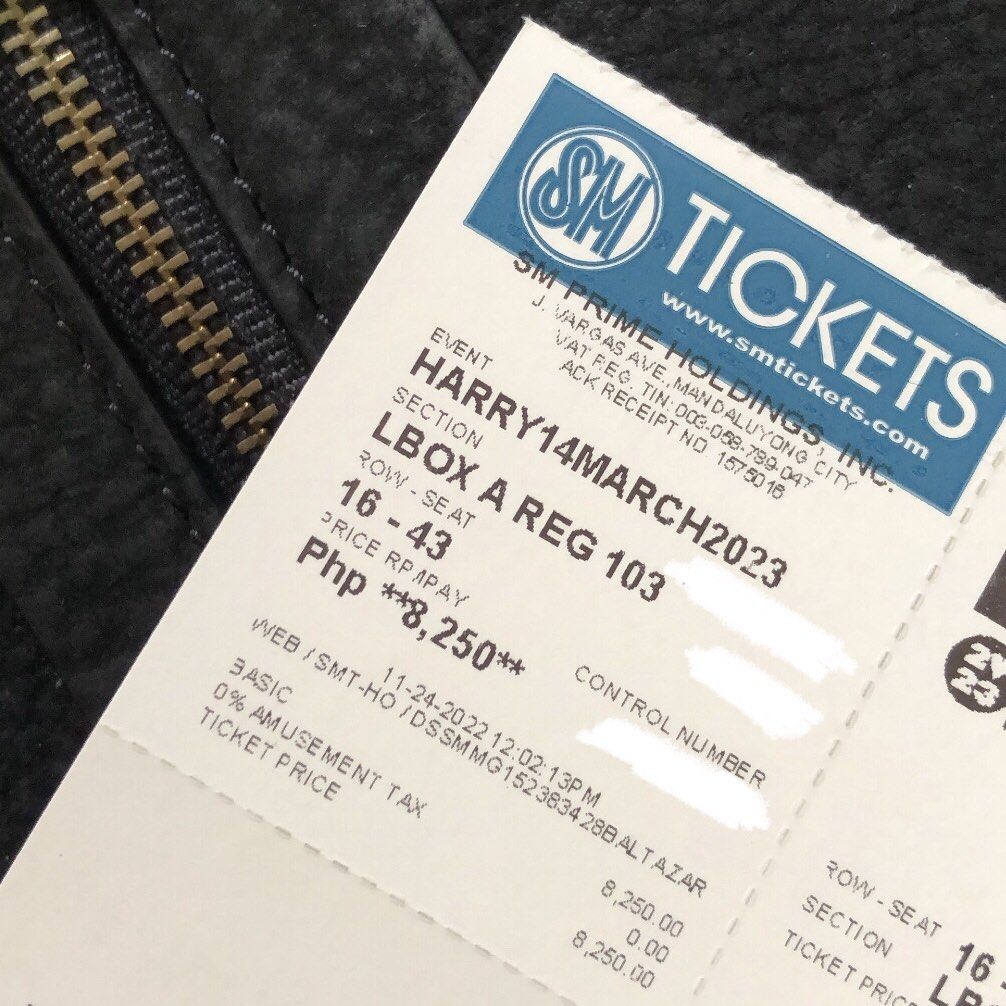 SM TICKETS
www.smtickets.com
SM PRIME HOLDINGS, INC.
J. VARGAS AVE., MANDALUYONG CITY
VAT REG. TIN: 003-058-789-047
ACK RECEIPT NO 1575016
EVENT
HARRY14MARCH2023
SECTION
LBOX A REG 103
ROW - SEAT
16 - 43
PRICE RPMPAY
Php **8,250**
CONTROL NUMBER
11-24-2022 12:02:13PM
WEB / SMT-HO / DSSMMG152383428BALTAZAR
BASIC 8,250.00
0% AMUSEMENT TAX 0.00
TICKET PRICE 8,250.00
ROW - SEAT 16
SECTION
TICKET